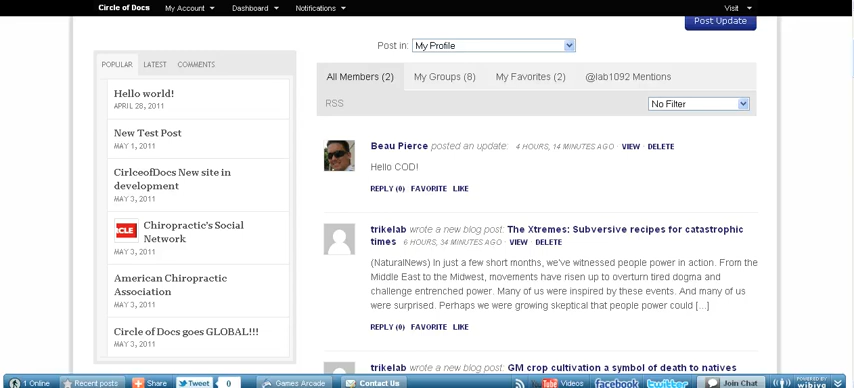 Circle of Docs My Account Dashboard Notifications Visit
Post Update
Post in: My Profile
POPULAR LATEST COMMENTS
Hello world!
APRIL 28, 2011
New Test Post
MAY 1, 2011
CirlceofDocs New site in
development
MAY 3, 2011
Chiropractic's Social
Network
MAY 3, 2011
American Chiropractic
Association
MAY 3, 2011
Circle of Docs goes GLOBAL!!!
MAY 3, 2011
All Members (2) My Groups (8) My Favorites (2) @lab1092 Mentions
RSS No Filter
Beau Pierce posted an update: 4 HOURS, 14 MINUTES AGO · VIEW · DELETE
Hello COD!
REPLY (0) FAVORITE LIKE
trikelab wrote a new blog post: The Xtremes: Subversive recipes for catastrophic
times 6 HOURS, 34 MINUTES AGO · VIEW · DELETE
(NaturalNews) In just a few short months, we've witnessed people power in action. From the
Middle East to the Midwest, movements have risen up to overturn tired dogma and
challenge entrenched power. Many of us were inspired by these events. And many of us
were surprised. Perhaps we were growing skeptical that people power could [...]
REPLY (0) FAVORITE LIKE
trikelab wrote a new blog post: GM crop cultivation a symbol of death to natives
1 Online Recent posts Share Tweet 0 Games Arcade Contact Us YouTube Videos facebook twitter Join Chat POWERED BY wibiya